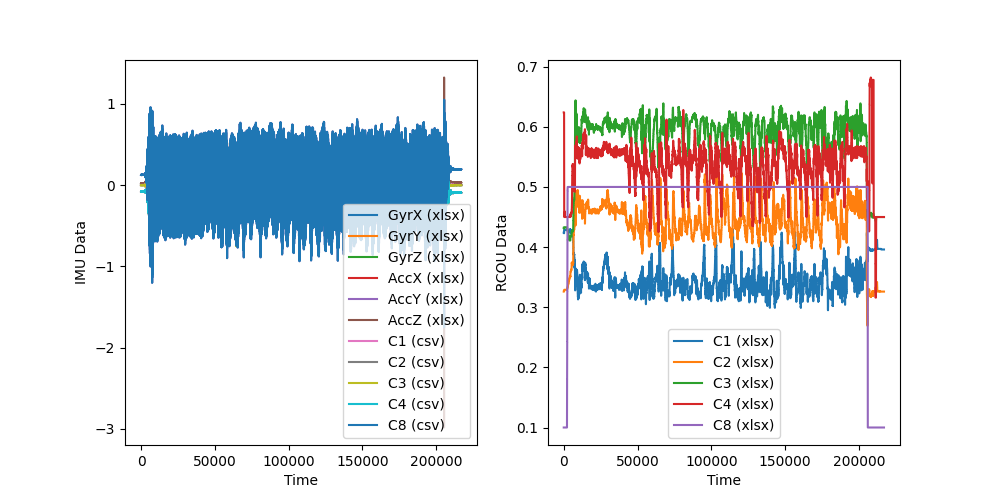 IMU Data
1
0
−1
−2
−3
0
50000
100000
150000
200000
Time
GyrX (xlsx)
GyrY (xlsx)
GyrZ (xlsx)
AccX (xlsx)
AccY (xlsx)
AccZ (xlsx)
C1 (csv)
C2 (csv)
C3 (csv)
C4 (csv)
C8 (csv)
RCOU Data
0.7
0.6
0.5
0.4
0.3
0.2
0.1
0
50000
100000
150000
200000
Time
C1 (xlsx)
C2 (xlsx)
C3 (xlsx)
C4 (xlsx)
C8 (xlsx)